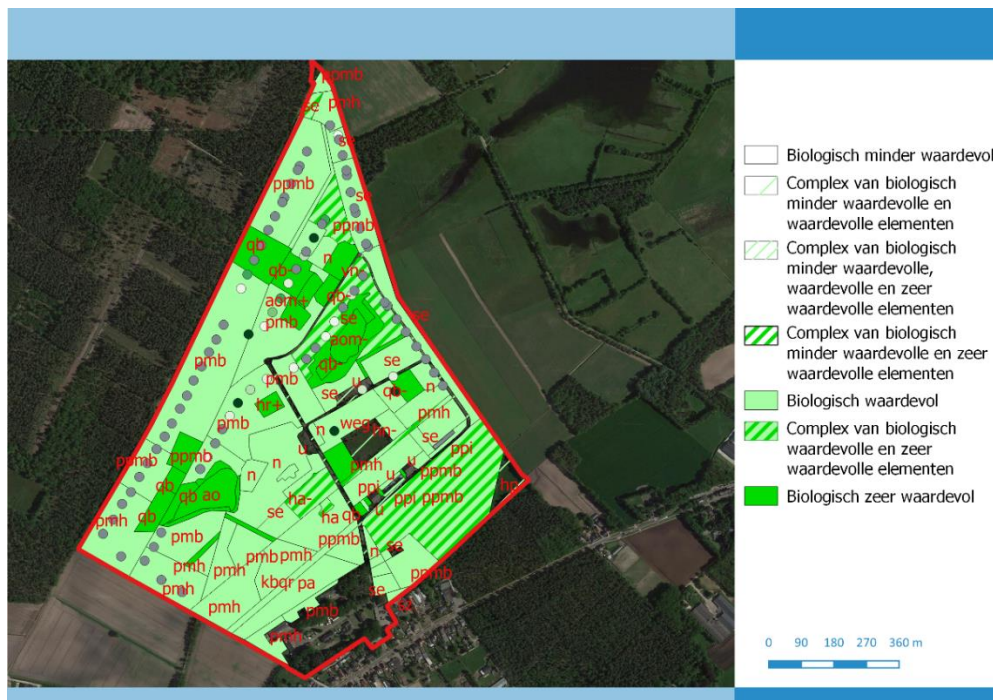 ppmb
se
pmh
se
ppmb
se
ppmb
qb
n
qb-
vn-
aom+
qb-
pmb
se
se
aom-
pmb
qb-
se
pmb
se
u
qb-
n
hr+
pmb
n
weg
hn-
pmh
se
u
ppi
ppmb
ppmb
n
n
pmh
u
u
ppmb
qb
qb
ao
ppi
ppi
ppmb
hp
se
ha-
u
pmh
qb
ha
qb
pmb
ppmb
n
se
pmh
pmh
pmb
pmh
pmh
kbqr
pa
ppmb
pmh
se
pmb
pmh
Biologisch minder waardevol
Complex van biologisch
minder waardevolle en
waardevolle elementen
Complex van biologisch
minder waardevolle,
waardevolle en zeer
waardevolle elementen
Complex van biologisch
minder waardevolle en zeer
waardevolle elementen
Biologisch waardevol
Complex van biologisch
waardevolle en zeer
waardevolle elementen
Biologisch zeer waardevol
0 90 180 270 360 m